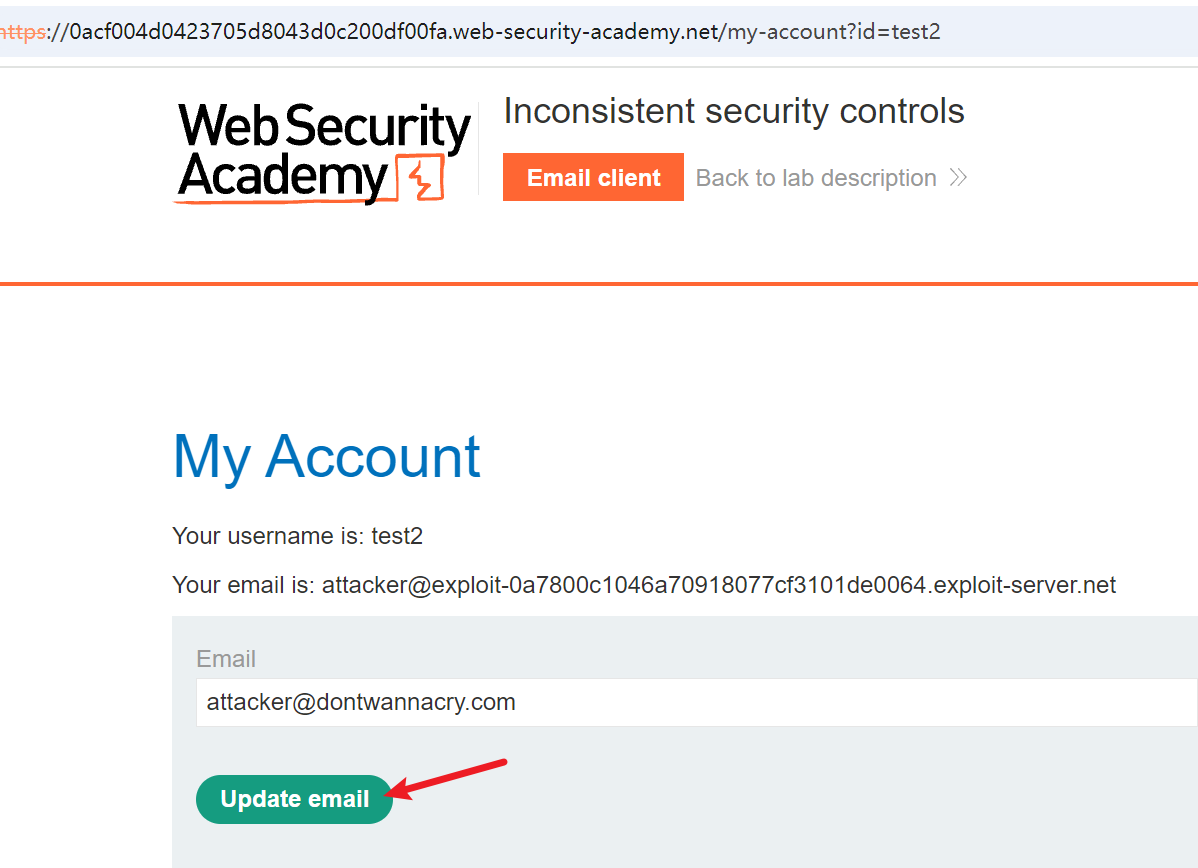 https://0acf004d0423705d8043d0c200df00fa.web-security-academy.net/my-account?id=test2
Web Security
Academy
Inconsistent security controls
Email client
Back to lab description
My Account
Your username is: test2
Your email is: attacker@exploit-0a7800c1046a70918077cf3101de0064.exploit-server.net
Email
attacker@dontwannacry.com
Update email